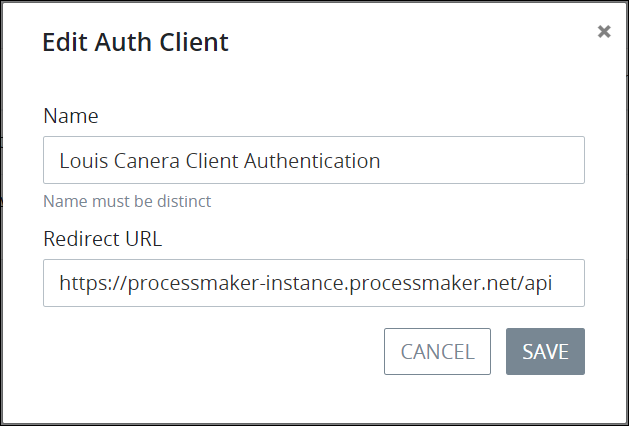 Edit Auth Client
Name
Louis Canera Client Authentication
Name must be distinct
Redirect URL
https://processmaker-instance.processmaker.net/api
CANCEL
SAVE